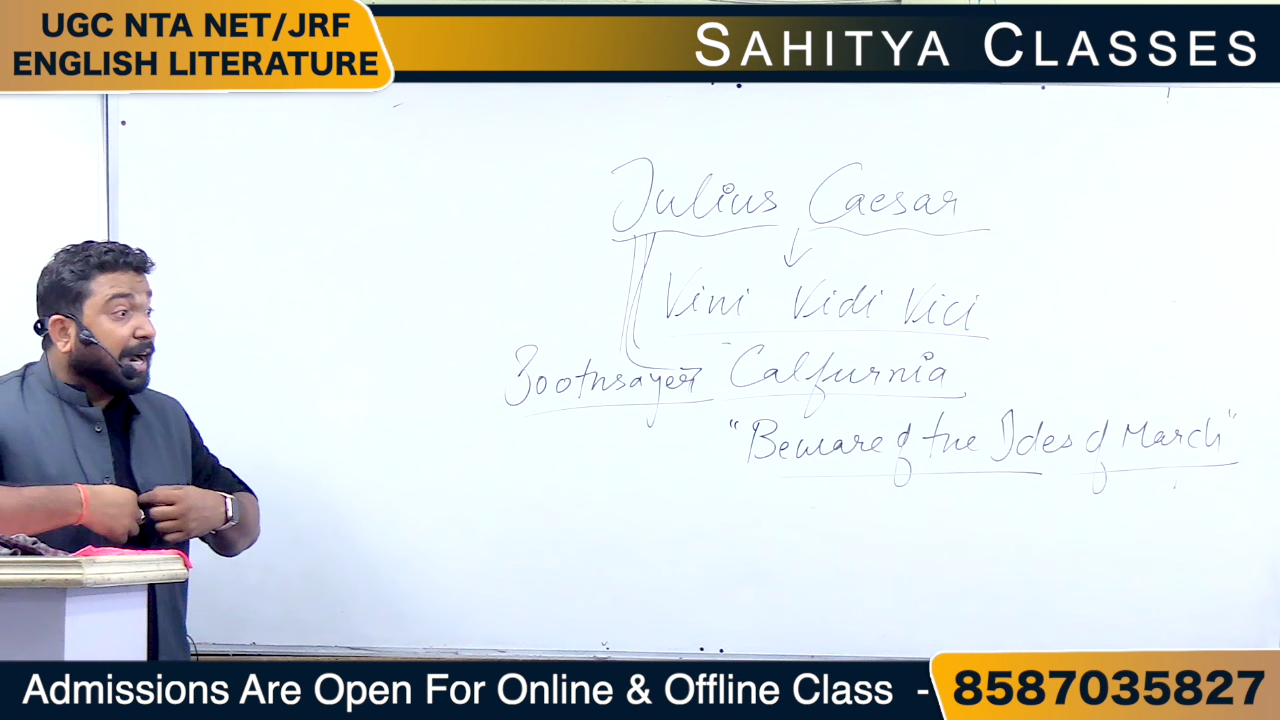 UGC NTA NET/JRF
ENGLISH LITERATURE
SAHITYA CLASSES
Julius Caesar
Vini Vidi Vici
Soothsayer Calfurnia
"Beware of the Ides of March"
Admissions Are Open For Online & Offline Class - 8587035827